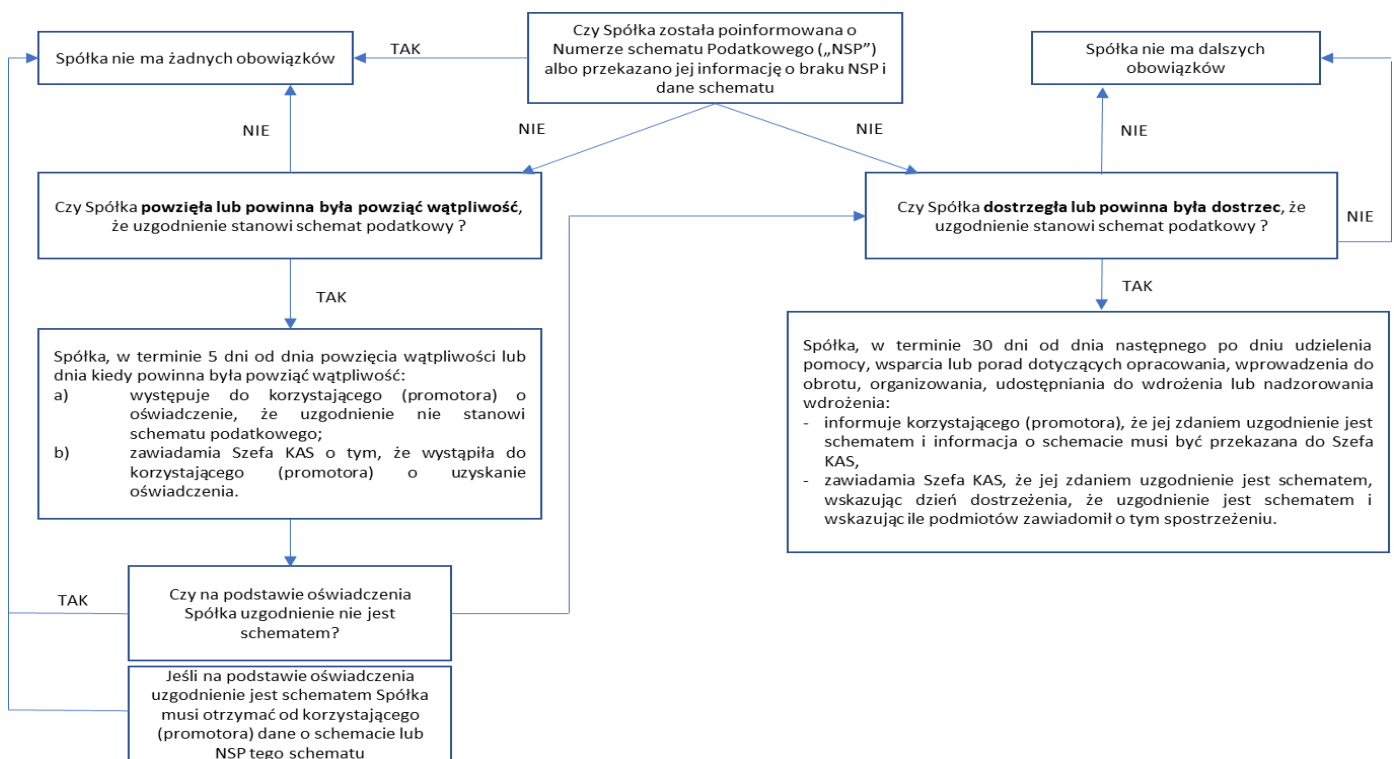 Czy Spółka została poinformowana o
Numerze schematu Podatkowego („NSP”)
albo przekazano jej informację o braku NSP i
dane schematu
TAK
Spółka nie ma żadnych obowiązków
Spółka nie ma dalszych
obowiązków
NIE
NIE
NIE
NIE
Czy Spółka powzięła lub powinna była powziąć wątpliwość,
że uzgodnienie stanowi schemat podatkowy ?
Czy Spółka dostrzegła lub powinna była dostrzec, że
uzgodnienie stanowi schemat podatkowy ?
NIE
TAK
TAK
Spółka, w terminie 5 dni od dnia powzięcia wątpliwości lub
dnia kiedy powinna była powziąć wątpliwość:
a) występuje do korzystającego (promotora) o
oświadczenie, że uzgodnienie nie stanowi
schematu podatkowego;
b) zawiadamia Szefa KAS o tym, że wystąpiła do
korzystającego (promotora) o uzyskanie
oświadczenia.
Spółka, w terminie 30 dni od dnia następnego po dniu udzielenia
pomocy, wsparcia lub porad dotyczących opracowania, wprowadzenia do
obrotu, organizowania, udostępniania do wdrożenia lub nadzorowania
wdrożenia:
- informuje korzystającego (promotora), że jej zdaniem uzgodnienie jest
schematem i informacja o schemacie musi być przekazana do Szefa
KAS,
- zawiadamia Szefa KAS, że jej zdaniem uzgodnienie jest schematem,
wskazując dzień dostrzeżenia, że uzgodnienie jest schematem i
wskazując ile podmiotów zawiadomił o tym spostrzeżeniu.
TAK
Czy na podstawie oświadczenia
Spółka uzgodnienie nie jest
schematem?
Jeśli na podstawie oświadczenia
uzgodnienie jest schematem Spółka
musi otrzymać od korzystającego
(promotora) dane o schemacie lub
NSP tego schematu